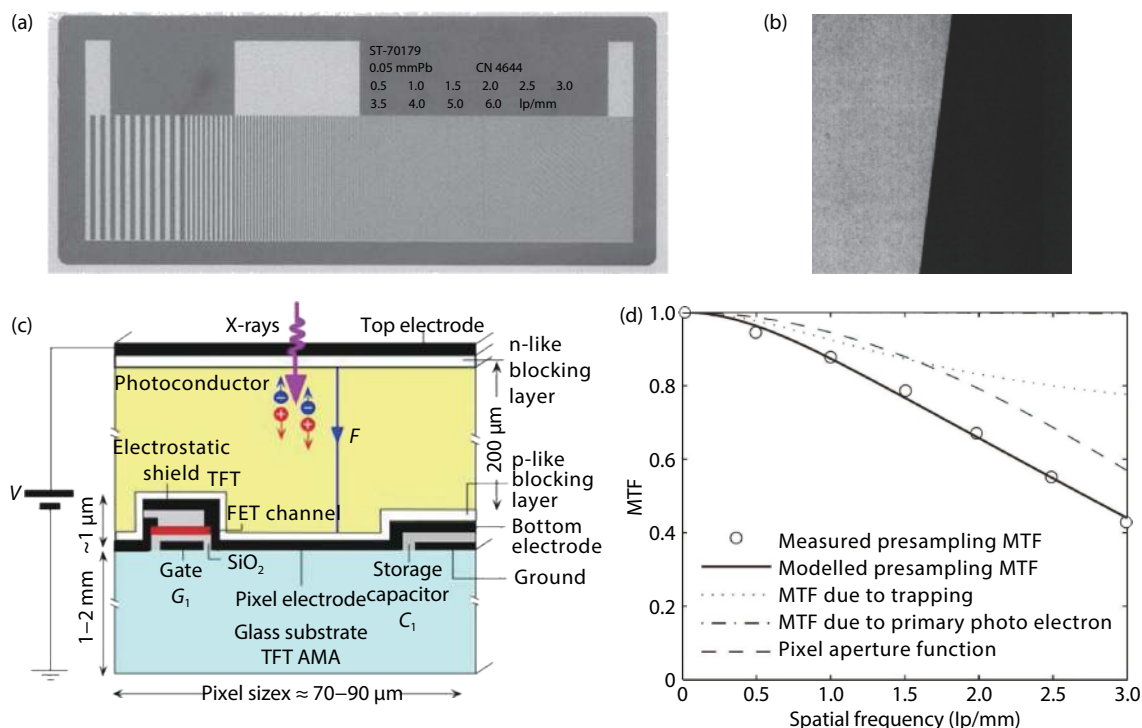 (a)
ST-70179
0.05 mmPb CN 4644
0.5 1.0 1.5 2.0 2.5 3.0
3.5 4.0 5.0 6.0 lp/mm
(b)
(c)
X-rays
Top electrode
n-like
blocking
layer
Photoconductor
F
200 µm
Electrostatic
shield
TFT
p-like
blocking
layer
V
~1 µm
FET channel
Bottom
electrode
Gate
G1
SiO2
Storage
capacitor
C1
Ground
Pixel electrode
1–2 mm
Glass substrate
TFT AMA
Pixel sizex ≈ 70–90 µm
(d)
1.0
0.8
0.6
0.4
0.2
0
MTF
Measured presampling MTF
Modelled presampling MTF
MTF due to trapping
MTF due to primary photo electron
Pixel aperture function
0 0.5 1.0 1.5 2.0 2.5 3.0
Spatial frequency (lp/mm)